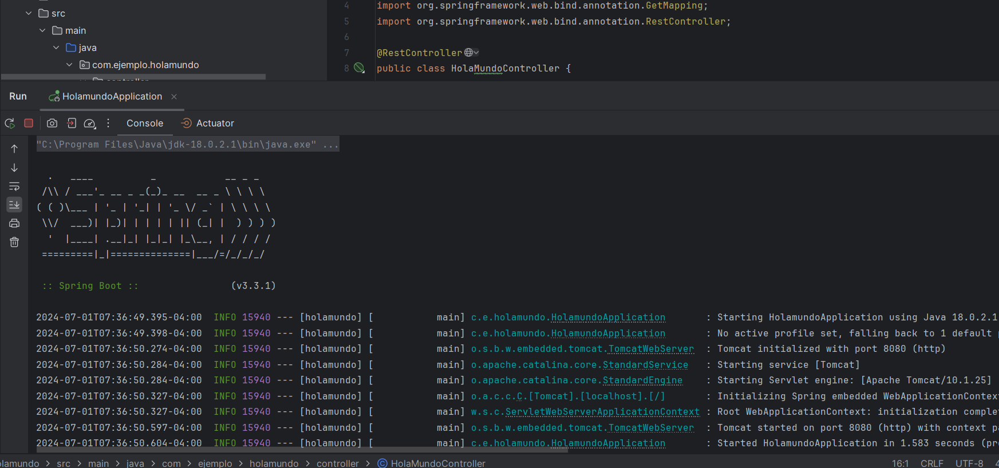 src
main
java
com.ejemplo.holamundo
4 import org.springframework.web.bind.annotation.GetMapping;
5 import org.springframework.web.bind.annotation.RestController;
6
7 @RestController
8 public class HolaMundoController {
Run HolamundoApplication
Console Actuator
"C:\Program Files\Java\jdk-18.0.2.1\bin\java.exe" ...
  .   ____          _            __ _ _
 /\\ / ___'_ __ _ _(_)_ __  __ _ \ \ \ \
( ( )\___ | '_ | '_| | '_ \/ _` | \ \ \ \
 \\/  ___)| |_)| | | | | || (_| |  ) ) ) )
  '  |____| .__|_| |_|_| |_\__, | / / / /
 =========|_|==============|___/=/_/_/_/
:: Spring Boot :: (v3.3.1)
2024-07-01T07:36:49.395-04:00 INFO 15940 --- [holamundo] [ main] c.e.holamundo.HolamundoApplication : Starting HolamundoApplication using Java 18.0.2.1
2024-07-01T07:36:49.398-04:00 INFO 15940 --- [holamundo] [ main] c.e.holamundo.HolamundoApplication : No active profile set, falling back to 1 default
2024-07-01T07:36:50.274-04:00 INFO 15940 --- [holamundo] [ main] o.s.b.w.embedded.tomcat.TomcatWebServer : Tomcat initialized with port 8080 (http)
2024-07-01T07:36:50.284-04:00 INFO 15940 --- [holamundo] [ main] o.apache.catalina.core.StandardService : Starting service [Tomcat]
2024-07-01T07:36:50.284-04:00 INFO 15940 --- [holamundo] [ main] o.apache.catalina.core.StandardEngine : Starting Servlet engine: [Apache Tomcat/10.1.25]
2024-07-01T07:36:50.327-04:00 INFO 15940 --- [holamundo] [ main] o.a.c.c.C.[Tomcat].[localhost].[/] : Initializing Spring embedded WebApplicationContex
2024-07-01T07:36:50.327-04:00 INFO 15940 --- [holamundo] [ main] w.s.c.ServletWebServerApplicationContext : Root WebApplicationContext: initialization comple
2024-07-01T07:36:50.597-04:00 INFO 15940 --- [holamundo] [ main] o.s.b.w.embedded.tomcat.TomcatWebServer : Tomcat started on port 8080 (http) with context pa
2024-07-01T07:36:50.604-04:00 INFO 15940 --- [holamundo] [ main] c.e.holamundo.HolamundoApplication : Started HolamundoApplication in 1.583 seconds (pro
olamundo > src > main > java > com > ejemplo > holamundo > controller > HolaMundoController 16:1 CRLF UTF-8 4